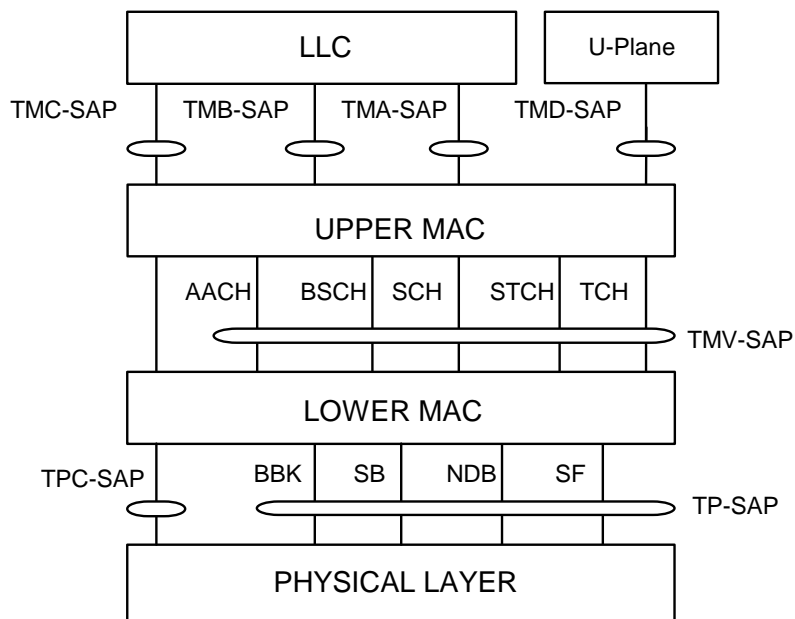 LLC
U-Plane
TMC-SAP
TMB-SAP
TMA-SAP
TMD-SAP
UPPER MAC
AACH
BSCH
SCH
STCH
TCH
TMV-SAP
LOWER MAC
TPC-SAP
BBK
SB
NDB
SF
TP-SAP
PHYSICAL LAYER